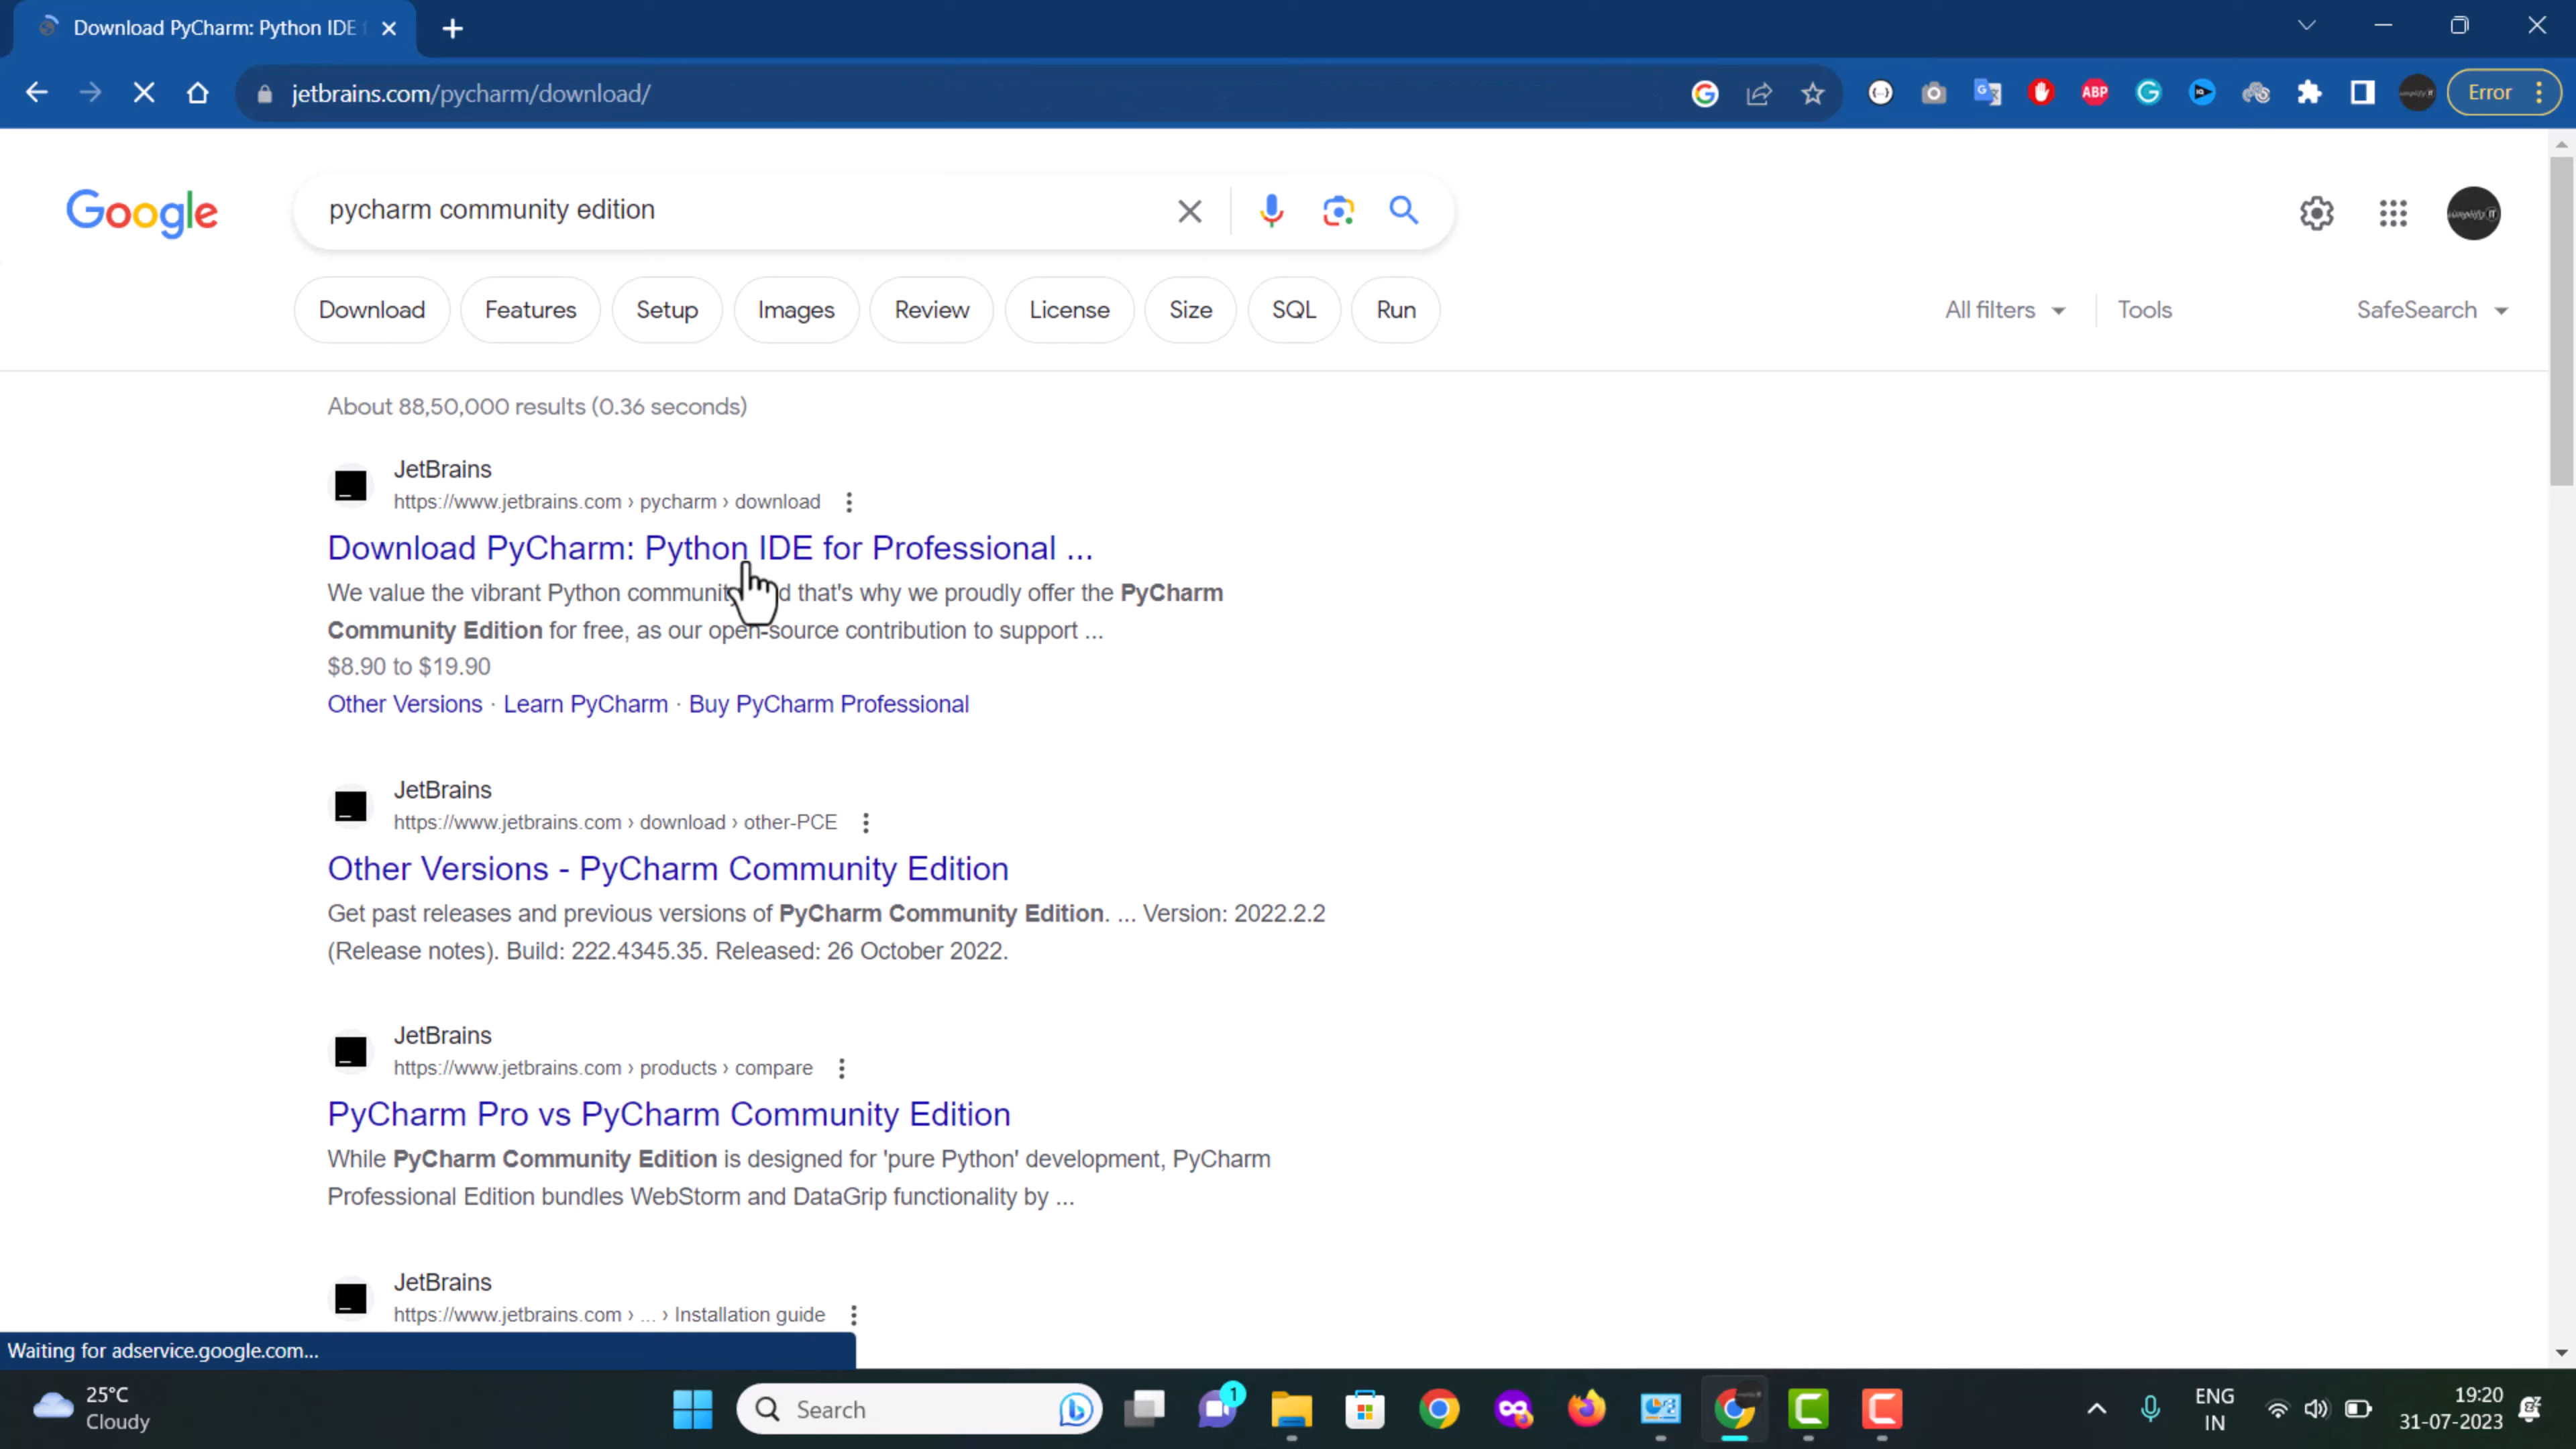 Download PyCharm: Python IDE
jetbrains.com/pycharm/download/
ABP
Error
Google
pycharm community edition
Download Features Setup Images Review License Size SQL Run
All filters Tools SafeSearch
About 88,50,000 results (0.36 seconds)
JetBrains
https://www.jetbrains.com › pycharm › download
Download PyCharm: Python IDE for Professional ...
We value the vibrant Python that's why we proudly offer the PyCharm
Community Edition for free, as our open-source contribution to support ...
$8.90 to $19.90
Other Versions · Learn PyCharm · Buy PyCharm Professional
JetBrains
https://www.jetbrains.com › download › other-PCE
Other Versions - PyCharm Community Edition
Get past releases and previous versions of PyCharm Community Edition. ... Version: 2022.2.2
(Release notes). Build: 222.4345.35. Released: 26 October 2022.
JetBrains
https://www.jetbrains.com › products › compare
PyCharm Pro vs PyCharm Community Edition
While PyCharm Community Edition is designed for 'pure Python' development, PyCharm
Professional Edition bundles WebStorm and DataGrip functionality by ...
JetBrains
https://www.jetbrains.com › ... › Installation guide
Waiting for adservice.google.com...
25°C
Cloudy
Search
1
ENG
IN
19:20
31-07-2023